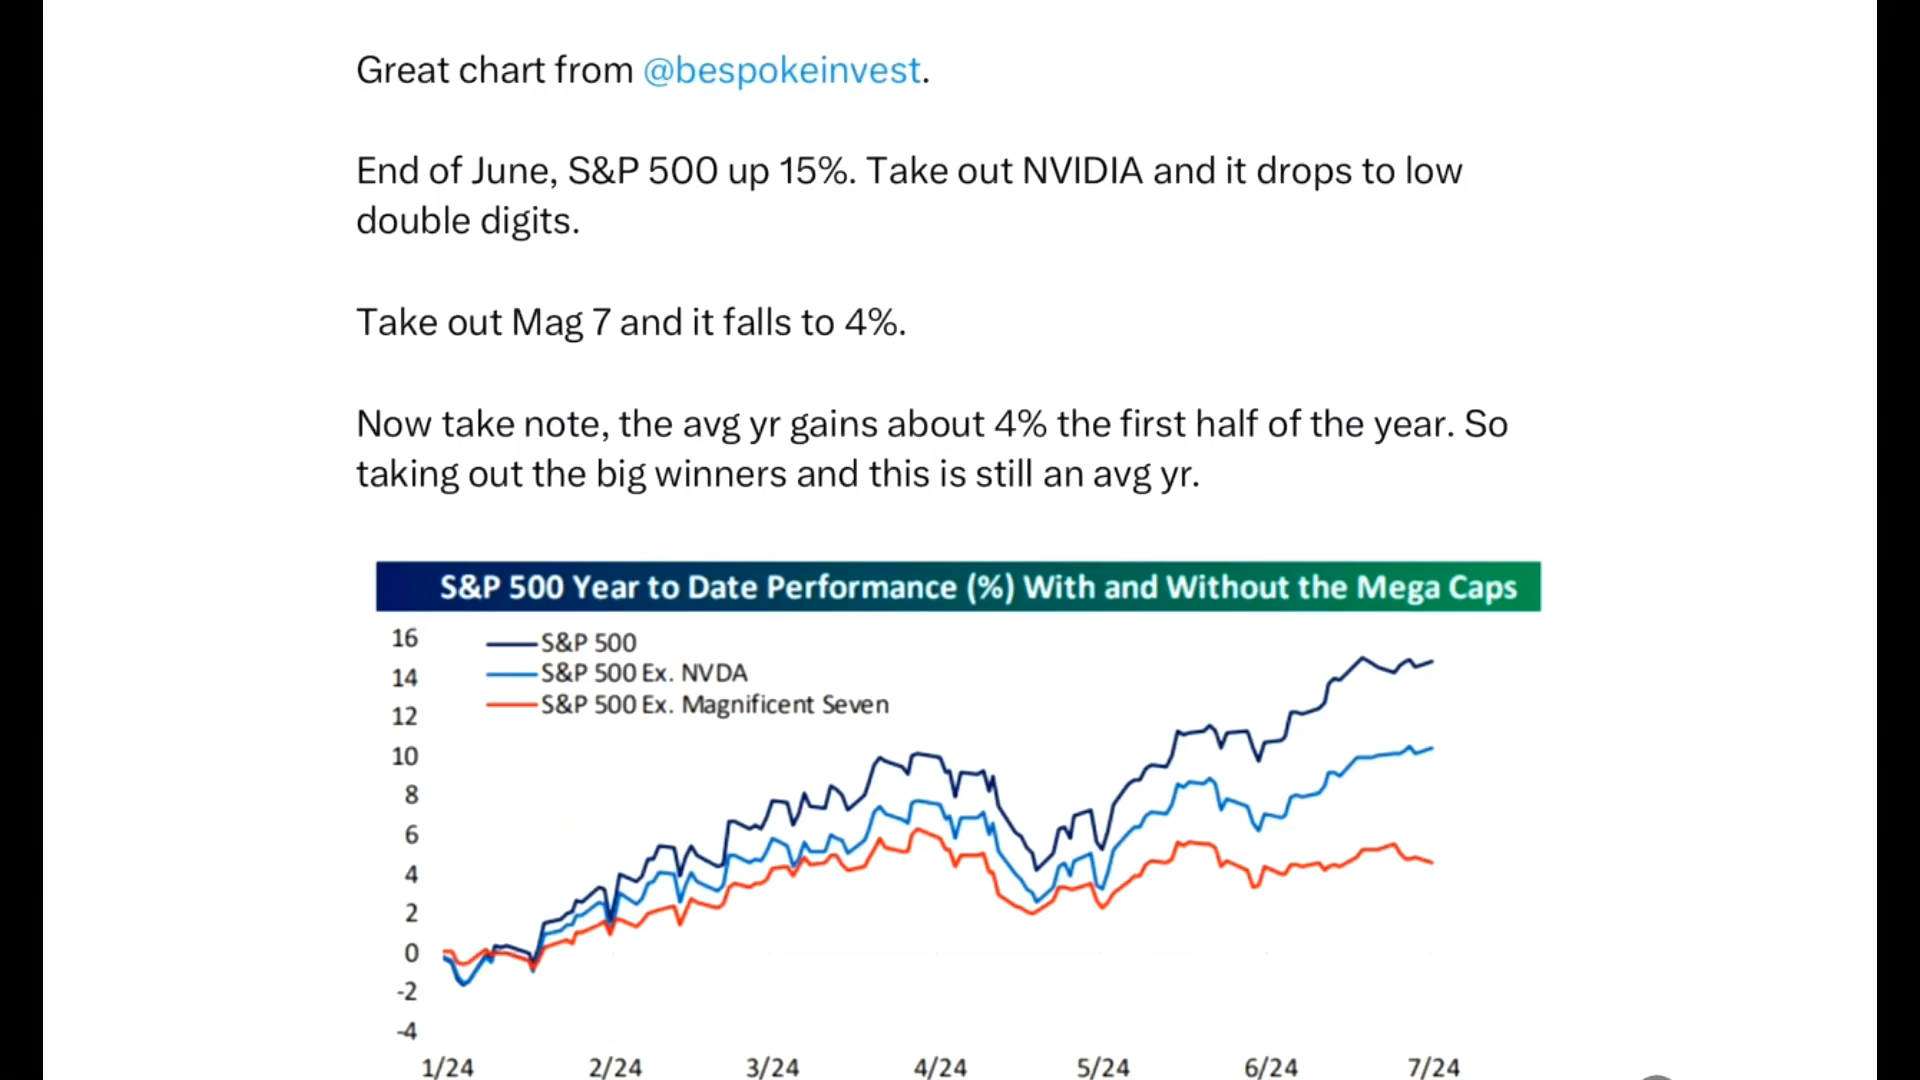 Great chart from @bespokeinvest.
End of June, S&P 500 up 15%. Take out NVIDIA and it drops to low
double digits.
Take out Mag 7 and it falls to 4%.
Now take note, the avg yr gains about 4% the first half of the year. So
taking out the big winners and this is still an avg yr.
S&P 500 Year to Date Performance (%) With and Without the Mega Caps
S&P 500
S&P 500 Ex. NVDA
S&P 500 Ex. Magnificent Seven
16
14
12
10
8
6
4
2
0
-2
-4
1/24 2/24 3/24 4/24 5/24 6/24 7/24